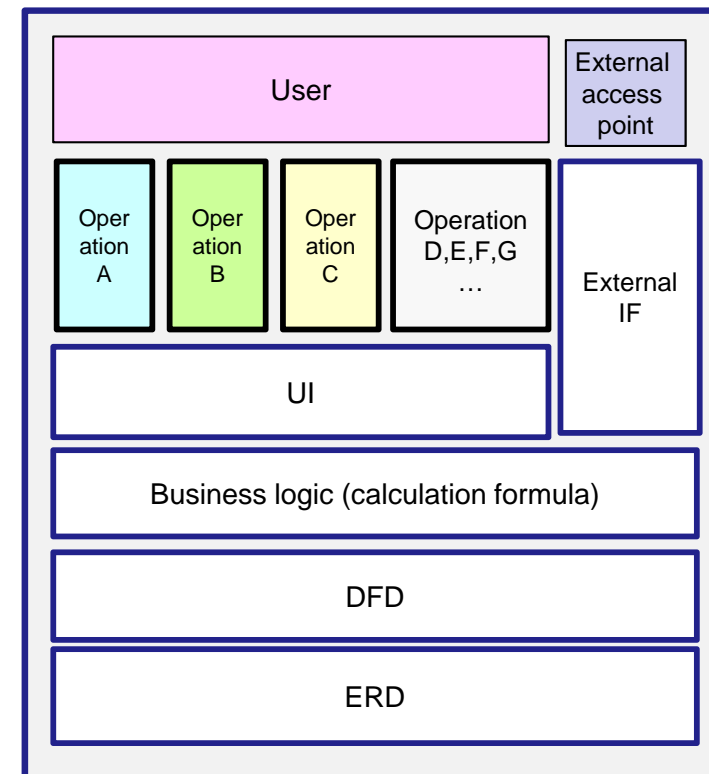 User
External
access
point
Oper
ation
A
Oper
ation
B
Oper
ation
C
Operation
D,E,F,G
…
External
IF
UI
Business logic (calculation formula)
DFD
ERD